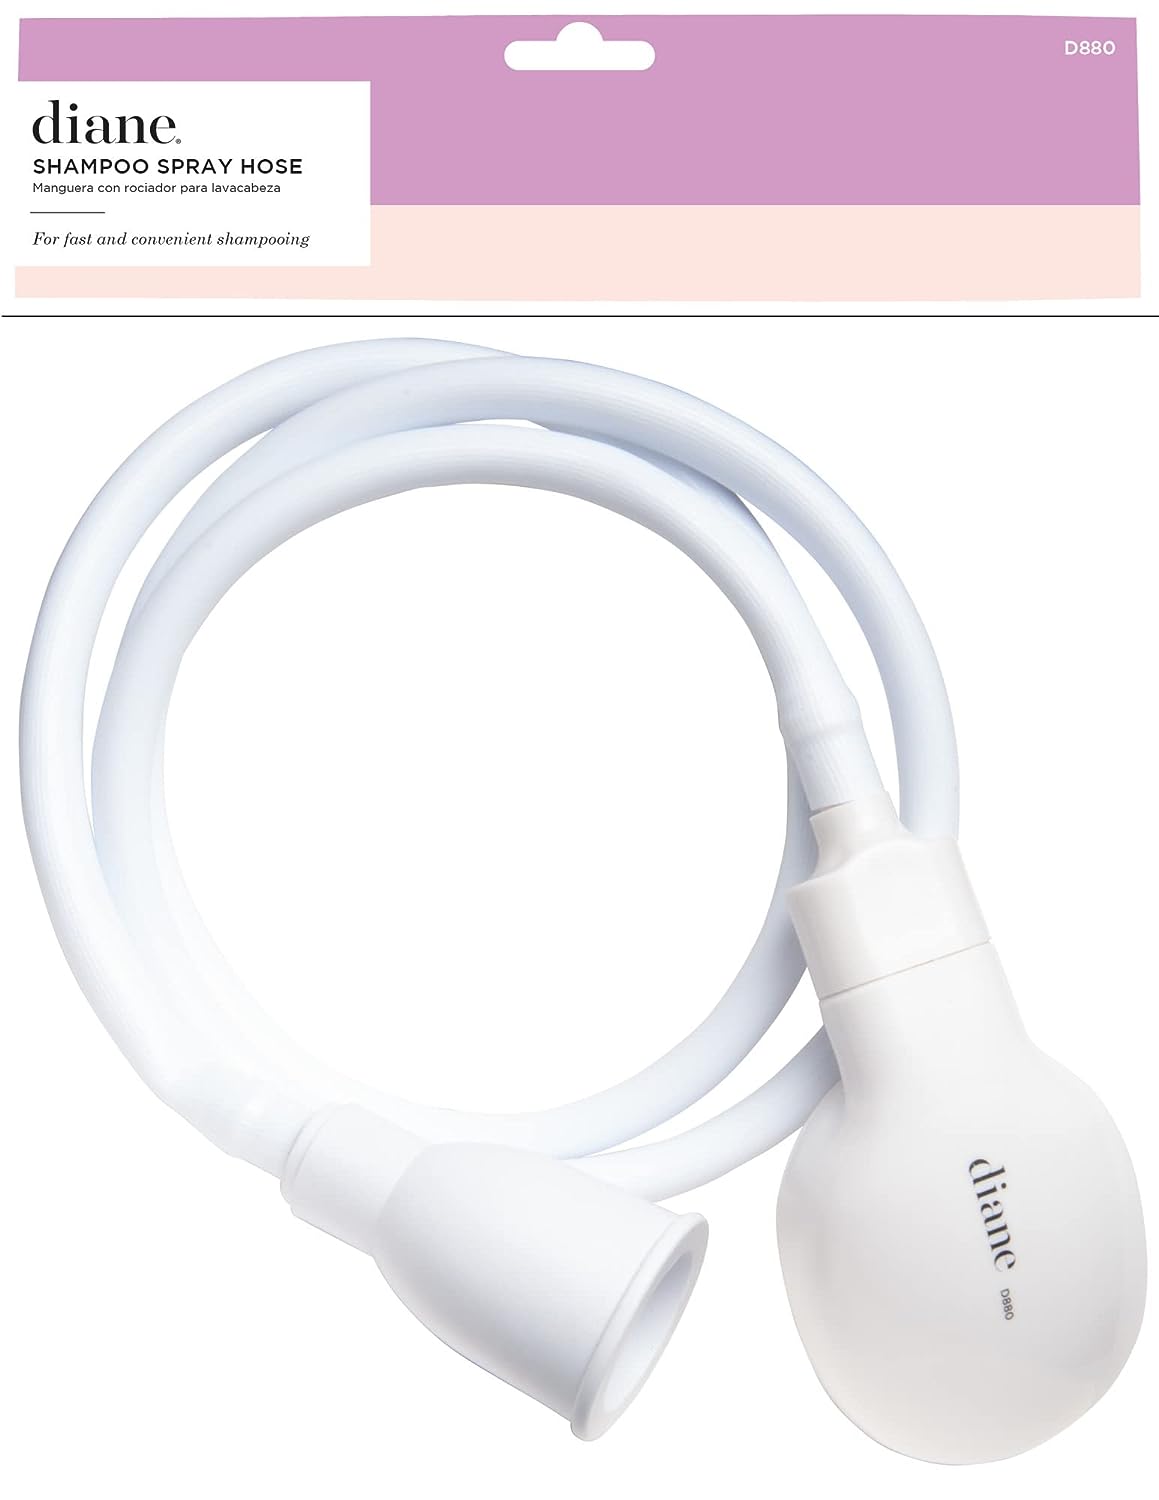 D880
diane®
SHAMPOO SPRAY HOSE
Manguera con rociador para lavacabeza
For fast and convenient shampooing
diane
D880